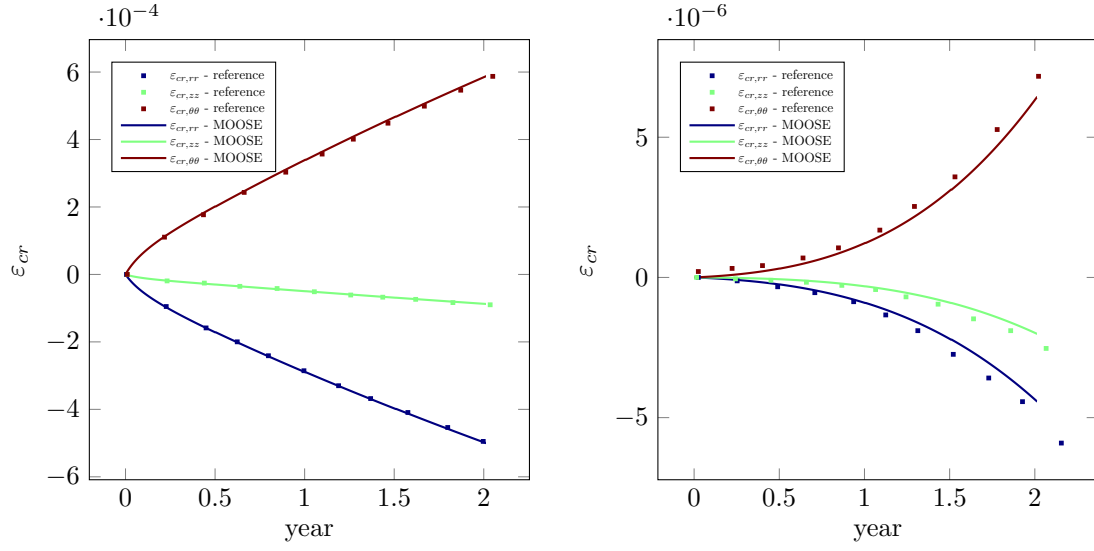 ·10⁻⁴
6
4
2
0
−2
−4
−6
0
0.5
1
1.5
2
year
ε_cr
ε_cr,rr - reference
ε_cr,zz - reference
ε_cr,θθ - reference
ε_cr,rr - MOOSE
ε_cr,zz - MOOSE
ε_cr,θθ - MOOSE
·10⁻⁶
5
0
−5
0
0.5
1
1.5
2
year
ε_cr
ε_cr,rr - reference
ε_cr,zz - reference
ε_cr,θθ - reference
ε_cr,rr - MOOSE
ε_cr,zz - MOOSE
ε_cr,θθ - MOOSE